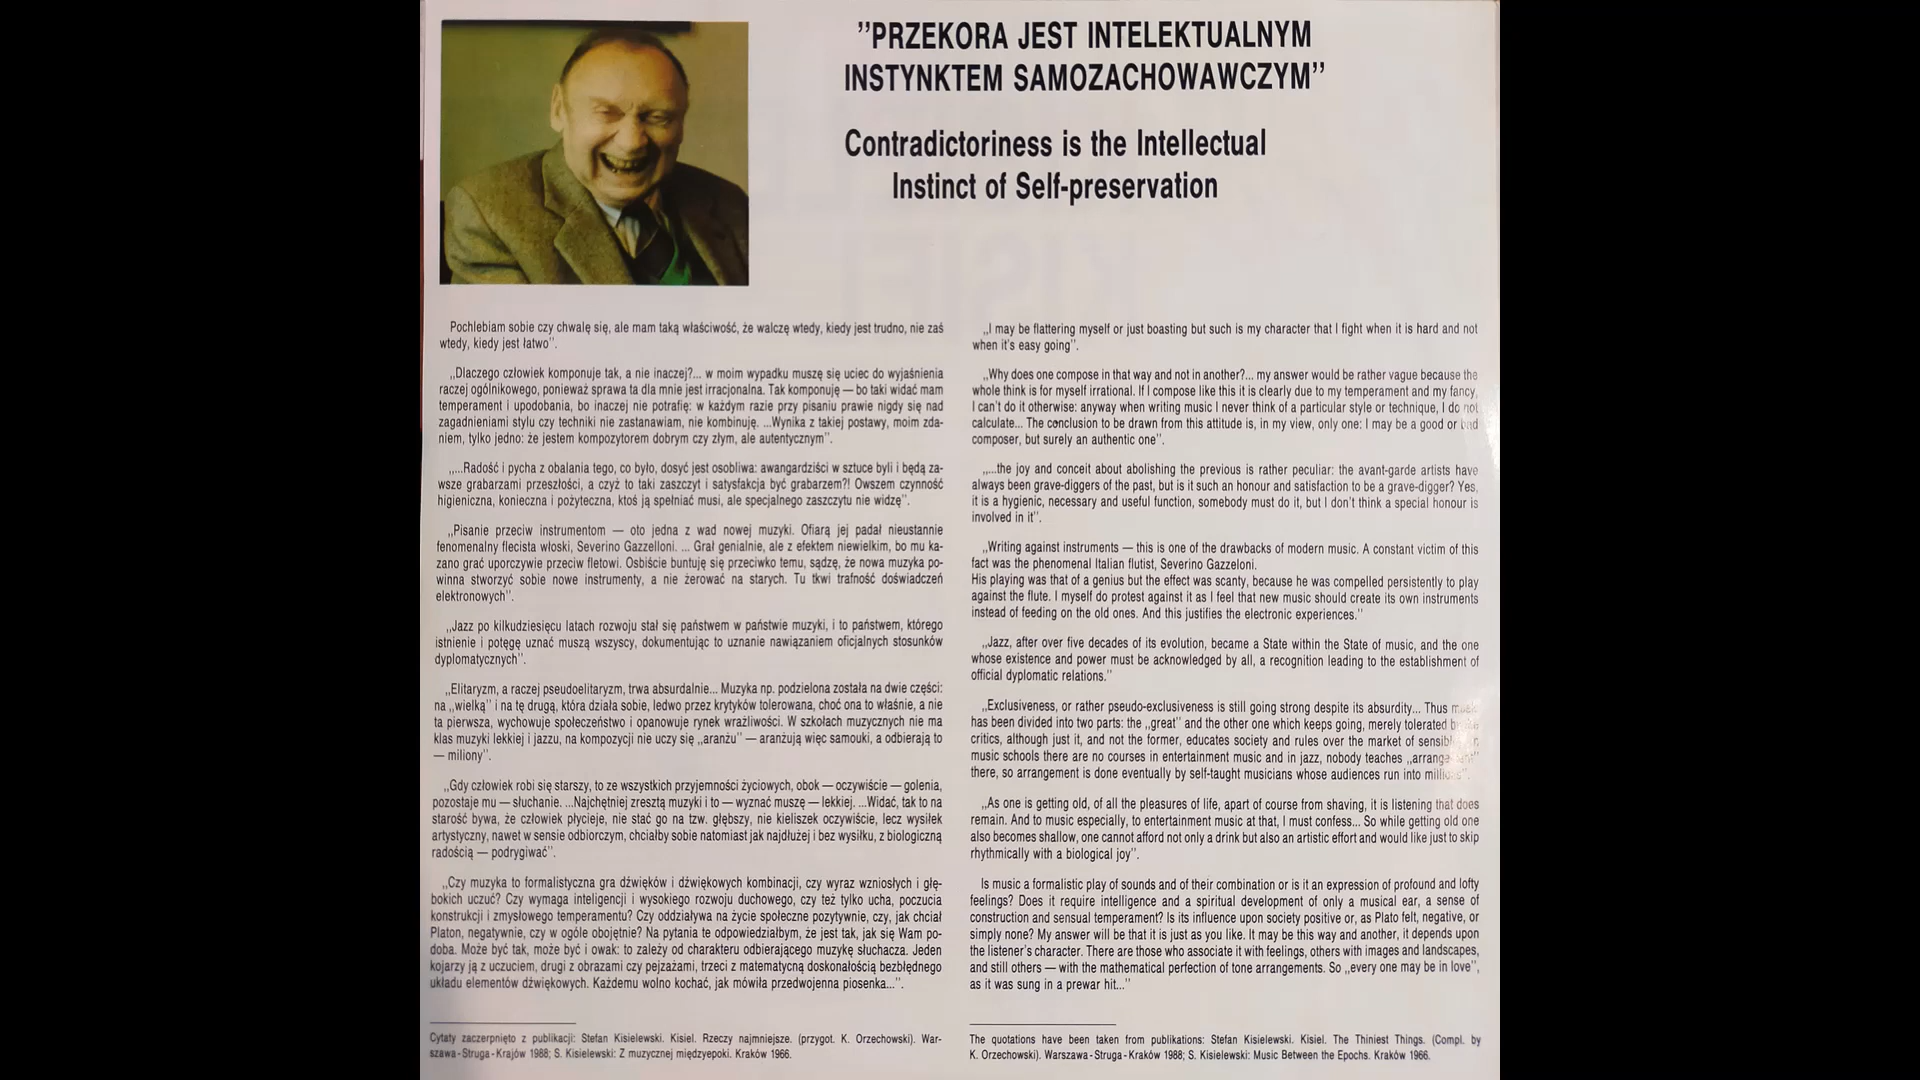 ”PRZEKORA JEST INTELEKTUALNYM
INSTYNKTEM SAMOZACHOWAWCZYM”
Contradictoriness is the Intellectual
Instinct of Self-preservation
Pochlebiam sobie czy chwalę się, ale mam taką właściwość, że walczę wtedy, kiedy jest trudno, nie zaś
wtedy, kiedy jest łatwo”.
„Dlaczego człowiek komponuje tak, a nie inaczej?... w moim wypadku muszę się uciec do wyjaśnienia
raczej ogólnikowego, ponieważ sprawa ta dla mnie jest irracjonalna. Tak komponuję — bo taki widać mam
temperament i upodobania, bo inaczej nie potrafię: w każdym razie przy pisaniu prawie nigdy się nad
zagadnieniami stylu czy techniki nie zastanawiam, nie kombinuję. ...Wynika z takiej postawy, moim zda-
niem, tylko jedno: że jestem kompozytorem dobrym czy złym, ale autentycznym”.
„...Radość i pycha z obalania tego, co było, dosyć jest osobliwa: awangardziści w sztuce byli i będą za-
wsze grabarzami przeszłości, a czyż to taki zaszczyt i satysfakcja być grabarzem?! Owszem czynność
higieniczna, konieczna i pożyteczna, ktoś ją spełniać musi, ale specjalnego zaszczytu nie widzę”.
„Pisanie przeciw instrumentom — oto jedna z wad nowej muzyki. Ofiarą jej padał nieustannie
fenomenalny flecista włoski, Severino Gazzelloni. ... Grał genialnie, ale z efektem niewielkim, bo mu ka-
zano grać uporczywie przeciw fletowi. Osbiście buntuję się przeciwko temu, sądzę, że nowa muzyka po-
winna stworzyć sobie nowe instrumenty, a nie żerować na starych. Tu tkwi trafność doświadczeń
elektronowych”.
„Jazz po kilkudziesięcu latach rozwoju stał się państwem w państwie muzyki, i to państwem, którego
istnienie i potęgę uznać muszą wszyscy, dokumentując to uznanie nawiązaniem oficjalnych stosunków
dyplomatycznych”.
„Elitaryzm, a raczej pseudoelitaryzm, trwa absurdalnie... Muzyka np. podzielona została na dwie części:
na „wielką” i na tę drugą, która działa sobie, ledwo przez krytyków tolerowana, choć ona to właśnie, a nie
ta pierwsza, wychowuje społeczeństwo i opanowuje rynek wrażliwości. W szkołach muzycznych nie ma
klas muzyki lekkiej i jazzu, na kompozycji nie uczy się „aranżu” — aranżują więc samouki, a odbierają to
— miliony”.
„Gdy człowiek robi się starszy, to ze wszystkich przyjemności życiowych, obok — oczywiście — golenia,
pozostaje mu — słuchanie. ...Najchętniej zresztą muzyki i to — wyznać muszę — lekkiej. ...Widać, tak to na
starość bywa, że człowiek płycieje, nie stać go na tzw. głębszy, nie kieliszek oczywiście, lecz wysiłek
artystyczny, nawet w sensie odbiorczym, chciałby sobie natomiast jak najdłużej i bez wysiłku, z biologiczną
radością — podrygiwać”.
„Czy muzyka to formalistyczna gra dźwięków i dźwiękowych kombinacji, czy wyraz wzniosłych i głę-
bokich uczuć? Czy wymaga inteligencji i wysokiego rozwoju duchowego, czy też tylko ucha, poczucia
konstrukcji i zmysłowego temperamentu? Czy oddziaływa na życie społeczne pozytywnie, czy, jak chciał
Platon, negatywnie, czy w ogóle obojętnie? Na pytania te odpowiedziałbym, że jest tak, jak się Wam po-
doba. Może być tak, może być i owak: to zależy od charakteru odbierającego muzykę słuchacza. Jeden
kojarzy ją z uczuciem, drugi z obrazami czy pejzażami, trzeci z matematyczną doskonałością bezbłędnego
układu elementów dźwiękowych. Każdemu wolno kochać, jak mówiła przedwojenna piosenka...”.
Cytaty zaczerpnięto z publikacji: Stefan Kisielewski. Kisiel. Rzeczy najmniejsze. (przygot. K. Orzechowski). War-
szawa-Struga-Krajów 1988; S. Kisielewski: Z muzycznej międzyepoki. Kraków 1966.
„I may be flattering myself or just boasting but such is my character that I fight when it is hard and not
when it's easy going”.
„Why does one compose in that way and not in another?... my answer would be rather vague because the
whole think is for myself irrational. If I compose like this it is clearly due to my temperament and my fancy,
I can't do it otherwise: anyway when writing music I never think of a particular style or technique, I do not
calculate... The conclusion to be drawn from this attitude is, in my view, only one: I may be a good or bad
composer, but surely an authentic one”.
„...the joy and conceit about abolishing the previous is rather peculiar: the avant-garde artists have
always been grave-diggers of the past, but is it such an honour and satisfaction to be a grave-digger? Yes,
it is a hygienic, necessary and useful function, somebody must do it, but I don't think a special honour is
involved in it”.
„Writing against instruments — this is one of the drawbacks of modern music. A constant victim of this
fact was the phenomenal Italian flutist, Severino Gazzeloni.
His playing was that of a genius but the effect was scanty, because he was compelled persistently to play
against the flute. I myself do protest against it as I feel that new music should create its own instruments
instead of feeding on the old ones. And this justifies the electronic experiences.”
„Jazz, after over five decades of its evolution, became a State within the State of music, and the one
whose existence and power must be acknowledged by all, a recognition leading to the establishment of
official dyplomatic relations.”
„Exclusiveness, or rather pseudo-exclusiveness is still going strong despite its absurdity... Thus music
has been divided into two parts: the „great” and the other one which keeps going, merely tolerated by
critics, although just it, and not the former, educates society and rules over the market of
music schools there are no courses in entertainment music and in jazz, nobody teaches
there, so arrangement is done eventually by self-taught musicians whose audiences run into millions”.
„As one is getting old, of all the pleasures of life, apart of course from shaving, it is listening that does
remain. And to music especially, to entertainment music at that, I must confess... So while getting old one
also becomes shallow, one cannot afford not only a drink but also an artistic effort and would like just to skip
rhythmically with a biological joy”.
Is music a formalistic play of sounds and of their combination or is it an expression of profound and lofty
feelings? Does it require intelligence and a spiritual development of only a musical ear, a sense of
construction and sensual temperament? Is its influence upon society positive or, as Plato felt, negative, or
simply none? My answer will be that it is just as you like. It may be this way and another, it depends upon
the listener's character. There are those who associate it with feelings, others with images and landscapes,
and still others — with the mathematical perfection of tone arrangements. So „every one may be in love”,
as it was sung in a prewar hit...”
The quotations have been taken from publications: Stefan Kisielewski. Kisiel. The Thiniest Things. (Compl. by
K. Orzechowski). Warszawa-Struga-Kraków 1988; S. Kisielewski: Music Between the Epochs. Kraków 1966.